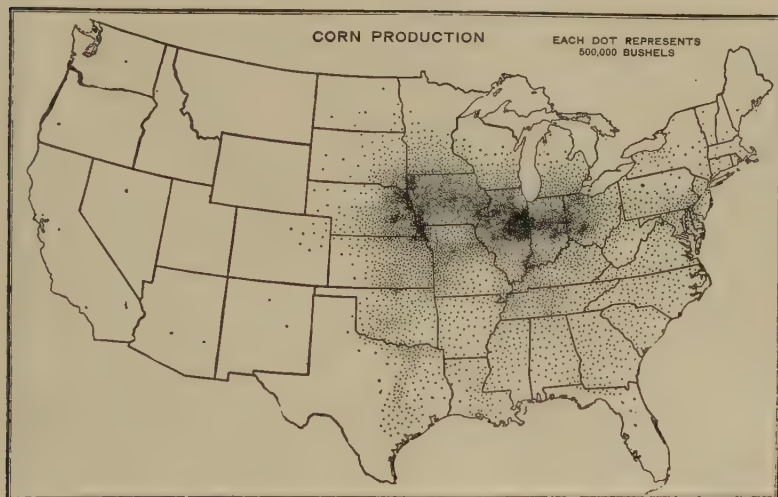 CORN PRODUCTION
EACH DOT REPRESENTS
500,000 BUSHELS